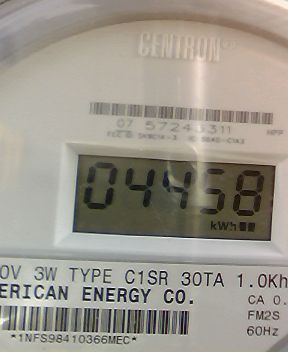 CENTRON®
07 57243311
04458
kWh
0V 3W TYPE C1SR 30TA 1.0Kh
ERICAN ENERGY CO.
CA 0.
FM2S
60Hz
*1NFS98410366MEC*